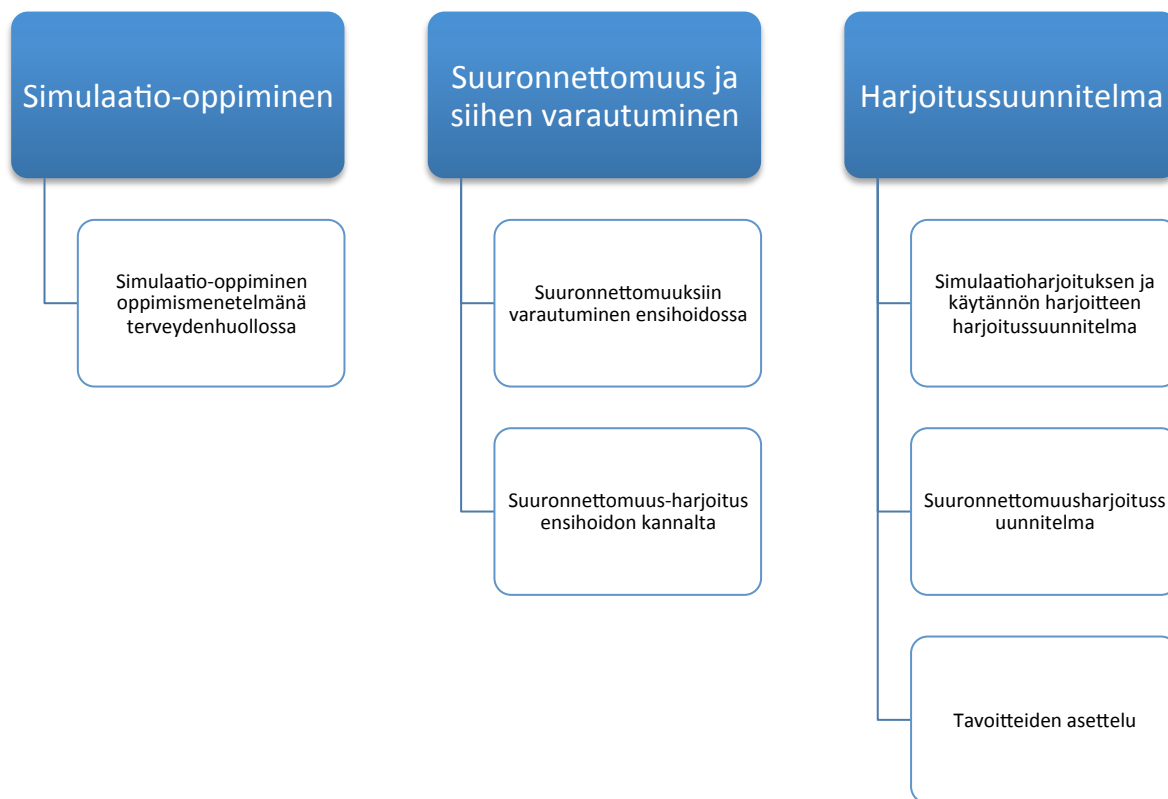 Simulaatio-oppiminen
Simulaatio-oppiminen
oppimismenetelmänä
terveydenhuollossa
Suuronnettomuus ja
siihen varautuminen
Suuronnettomuuksiin
varautuminen ensihoidossa
Suuronnettomuus-harjoitus
ensihoidon kannalta
Harjoitussuunnitelma
Simulaatioharjoituksen ja
käytännön harjoitteen
harjoitussuunnitelma
Suuronnettomuusharjoituss
uunnitelma
Tavoitteiden asettelu